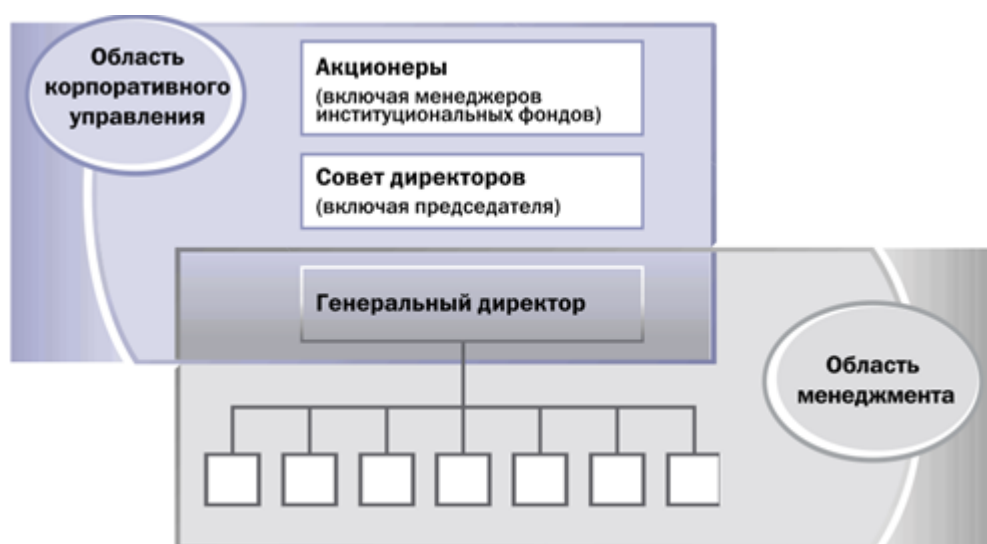 Область
корпоративного
управления
Акционеры
(включая менеджеров
институциональных фондов)
Совет директоров
(включая председателя)
Генеральный директор
Область
менеджмента